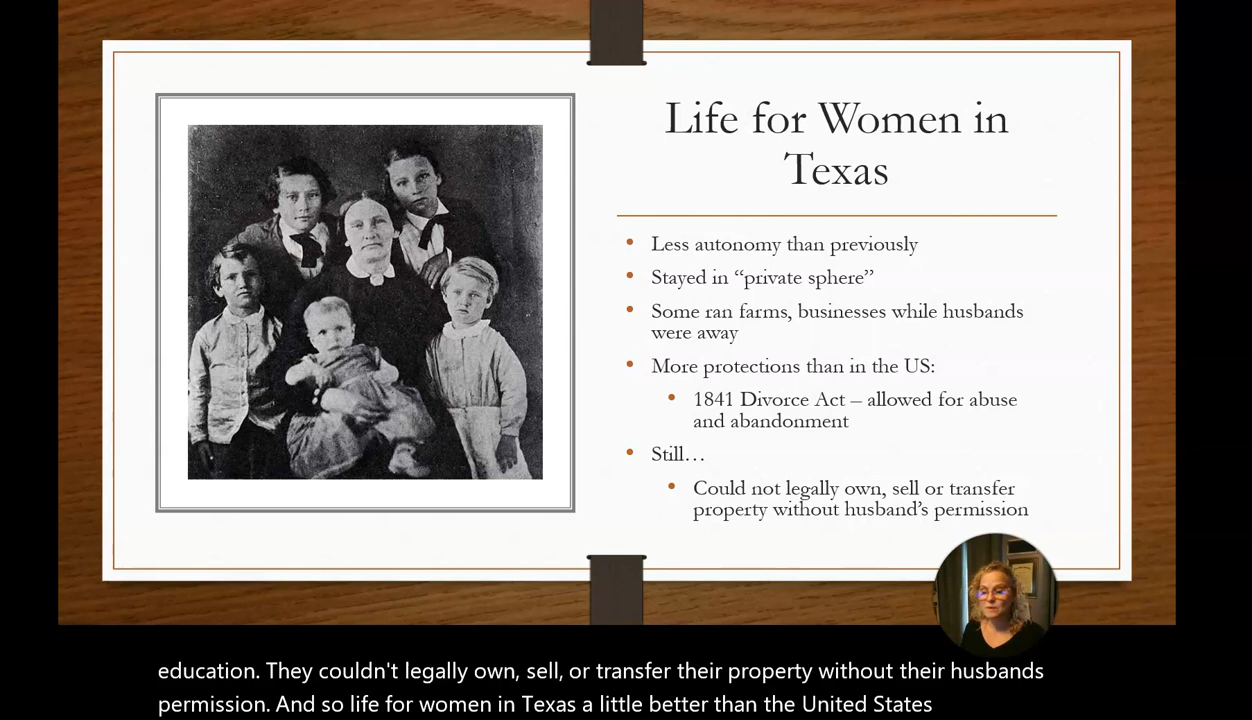 Life for Women in
Texas
Less autonomy than previously
Stayed in “private sphere”
Some ran farms, businesses while husbands
were away
More protections than in the US:
1841 Divorce Act – allowed for abuse
and abandonment
Still…
Could not legally own, sell or transfer
property without husband’s permission
education. They couldn't legally own, sell, or transfer their property without their husbands
permission. And so life for women in Texas a little better than the United States